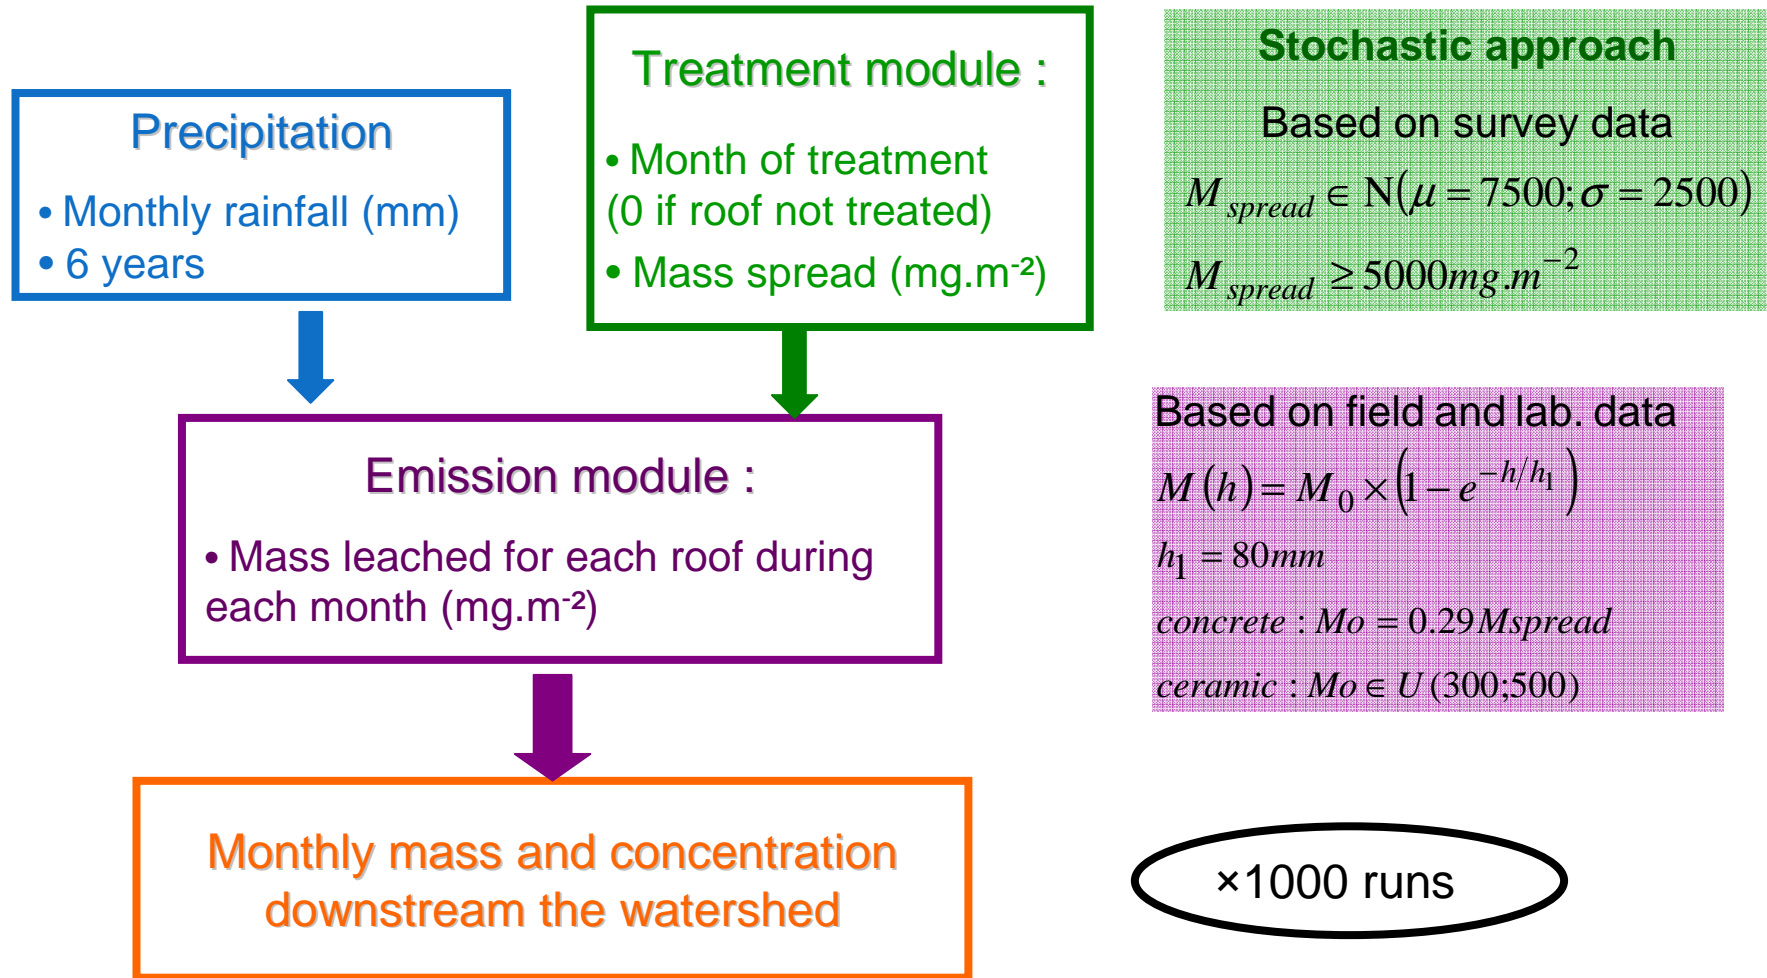 Precipitation
• Monthly rainfall (mm)
• 6 years
Treatment module :
• Month of treatment
(0 if roof not treated)
• Mass spread (mg.m⁻²)
Stochastic approach
Based on survey data
M_spread ∈ N(μ = 7500; σ = 2500)
M_spread ≥ 5000mg.m⁻²
Emission module :
• Mass leached for each roof during
each month (mg.m⁻²)
Based on field and lab. data
M(h) = M₀ × (1 − e^(−h/h₁))
h₁ = 80mm
concrete : Mo = 0.29Mspread
ceramic : Mo ∈ U (300;500)
Monthly mass and concentration
downstream the watershed
×1000 runs